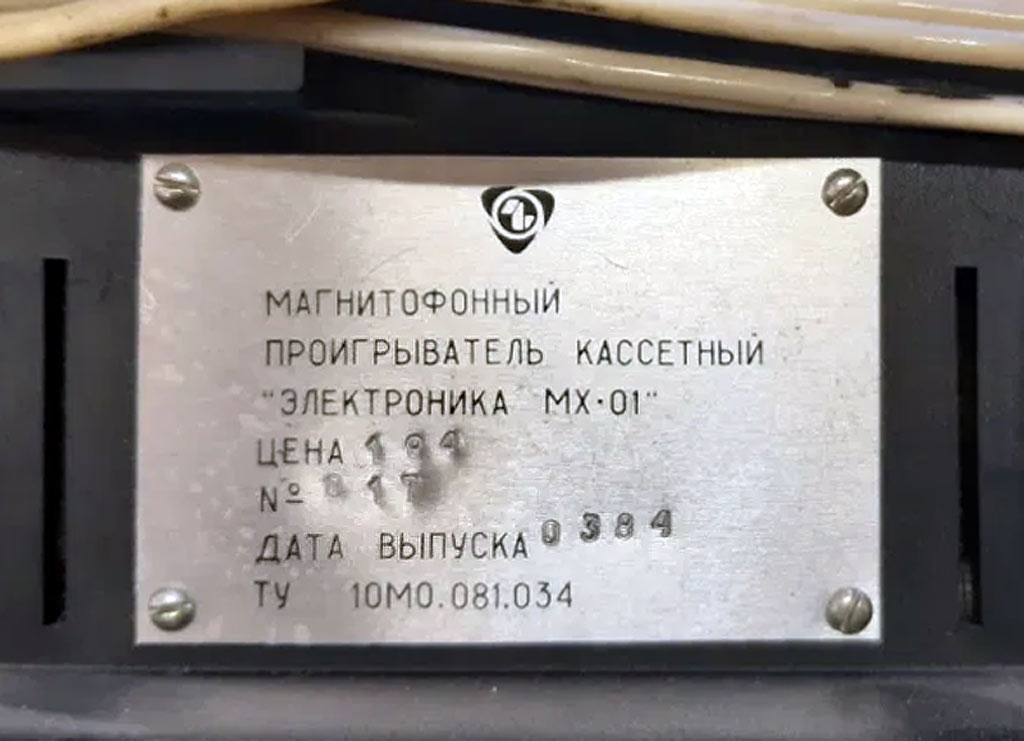 МАГНИТОФОННЫЙ
ПРОИГРЫВАТЕЛЬ КАССЕТНЫЙ
"ЭЛЕКТРОНИКА МХ·01"
ЦЕНА
№
ДАТА ВЫПУСКА 0384
ТУ 10М0.081.034